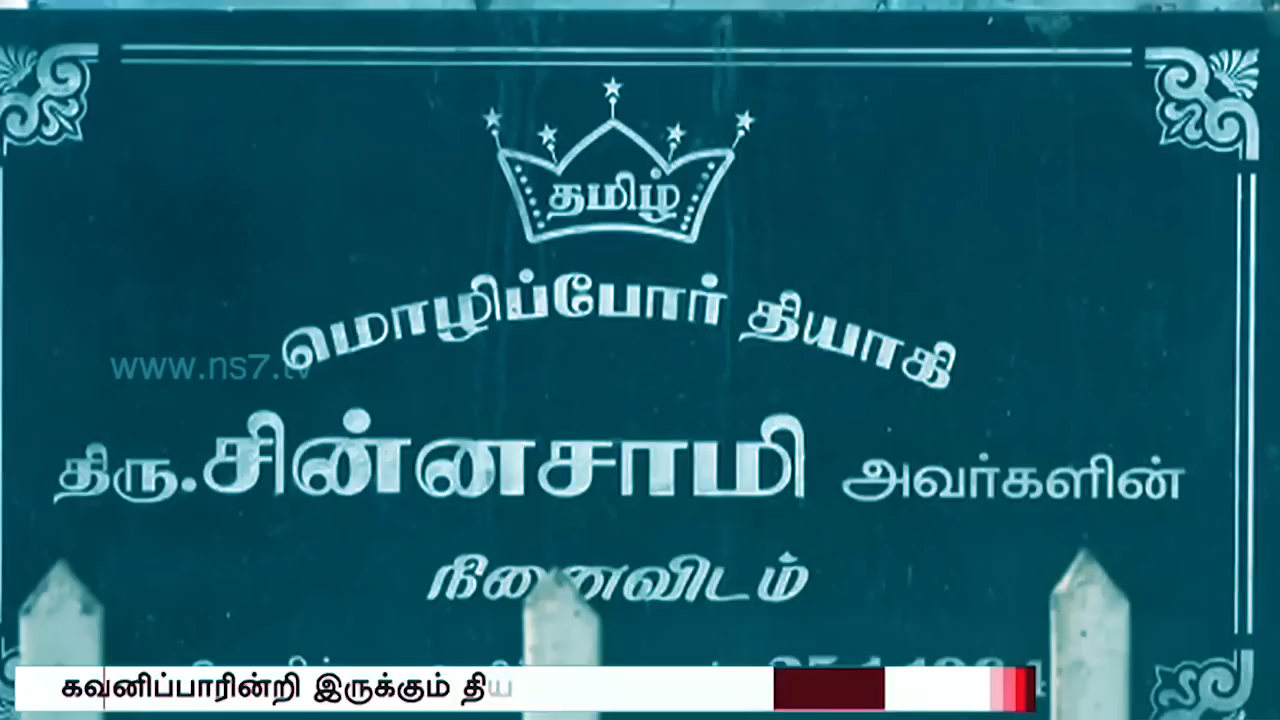 தமிழ்
மொழிப்போர் தியாகி
www.ns7.tv
திரு.சின்னசாமி அவர்களின்
நினைவிடம்
கவனிப்பாரின்றி இருக்கும்